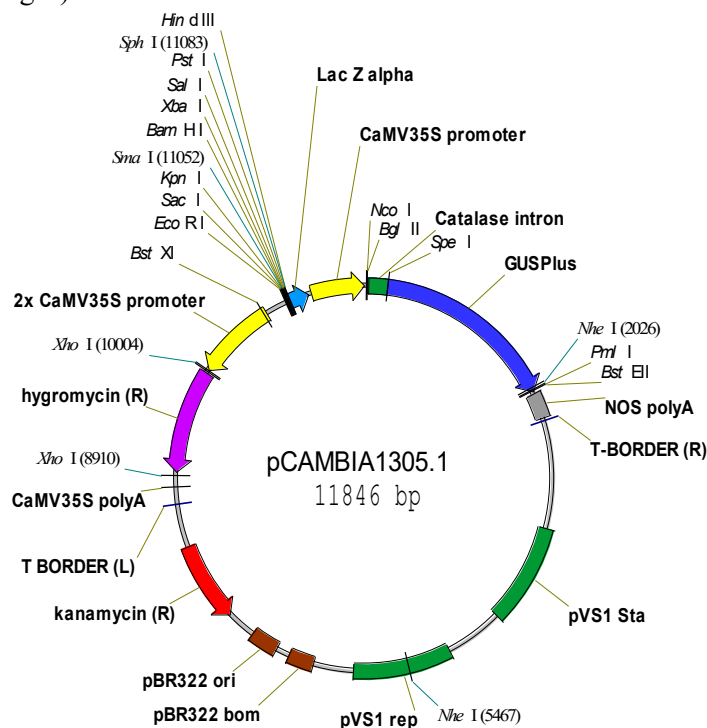 Hin d III
Sph I (11083)
Pst I
Sal I
Xba I
Bam H I
Sma I (11052)
Kpn I
Sac I
Eco R I
Bst XI
Lac Z alpha
CaMV35S promoter
Nco I
Bgl II
Catalase intron
Spe I
GUSPlus
Nhe I (2026)
Pml I
Bst EII
NOS polyA
T-BORDER (R)
2x CaMV35S promoter
Xho I (10004)
hygromycin (R)
Xho I (8910)
CaMV35S polyA
T BORDER (L)
kanamycin (R)
pBR322 ori
pBR322 bom
pVS1 rep
Nhe I (5467)
pVS1 Sta
pCAMBIA1305.1
11846 bp